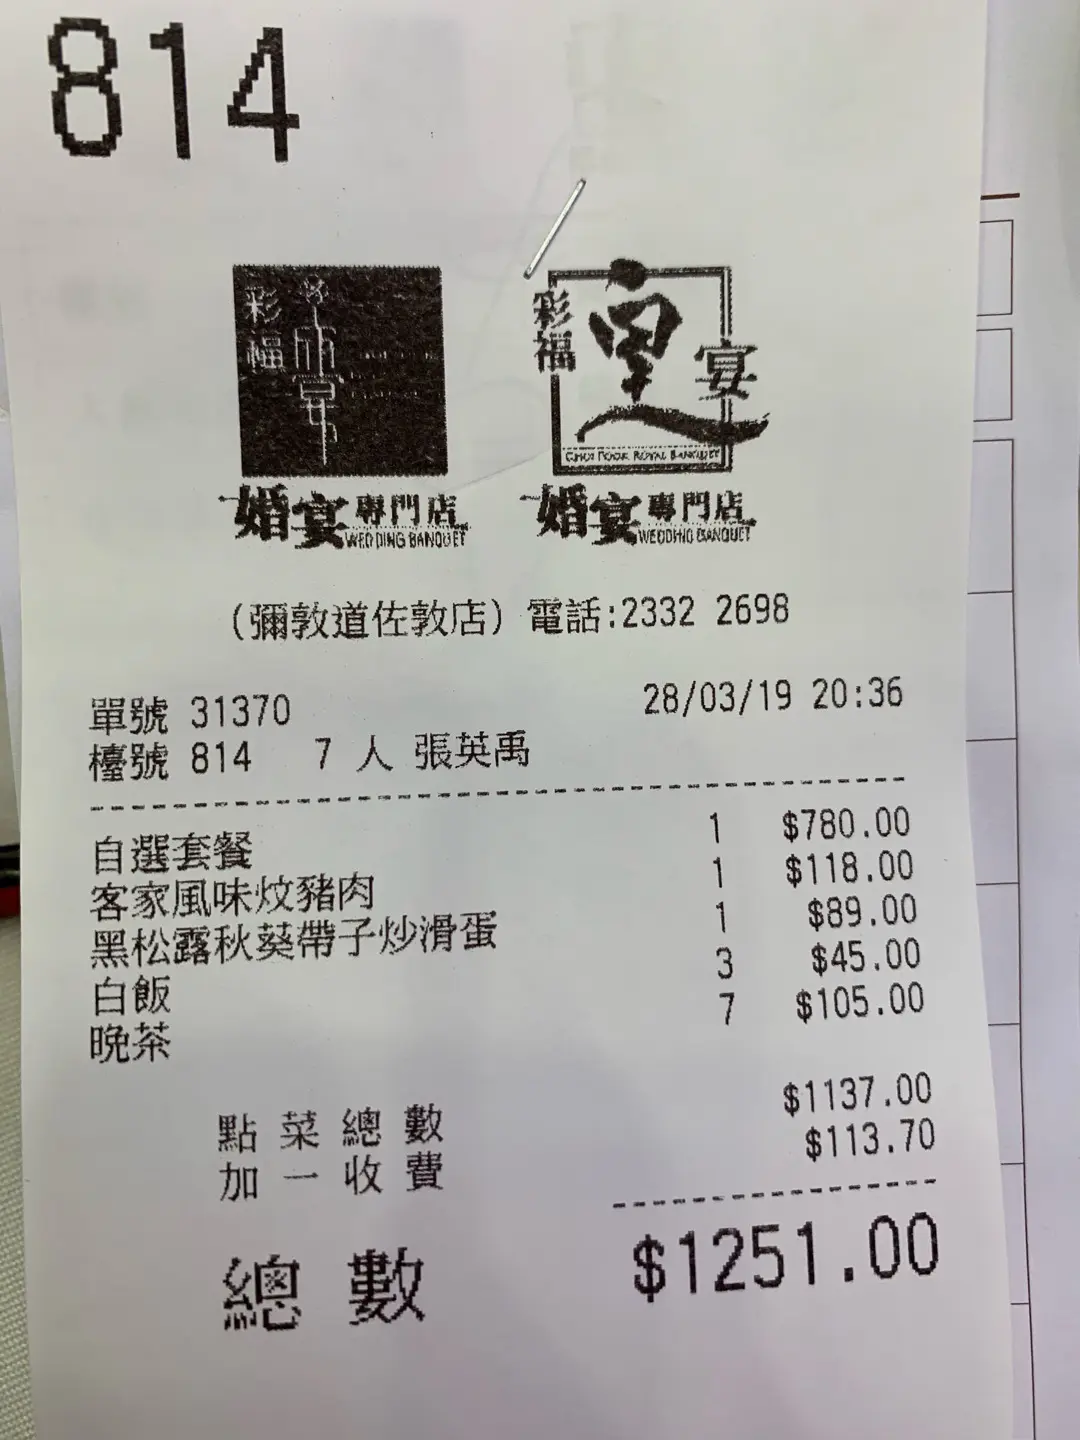 814
彩福
彩福 皇 宴
CHUI FOOK ROYAL BANQUET
婚宴專門店
WEDDING BANQUET
婚宴專門店
WEDDING BANQUET
(彌敦道佐敦店) 電話:2332 2698
單號 31370 28/03/19 20:36
檯號 814 7 人 張英禹
自選套餐 1 $780.00
客家風味炆豬肉 1 $118.00
黑松露秋葵帶子炒滑蛋 1 $89.00
白飯 3 $45.00
晚茶 7 $105.00
點菜總數 $1137.00
加一收費 $113.70
總數 $1251.00